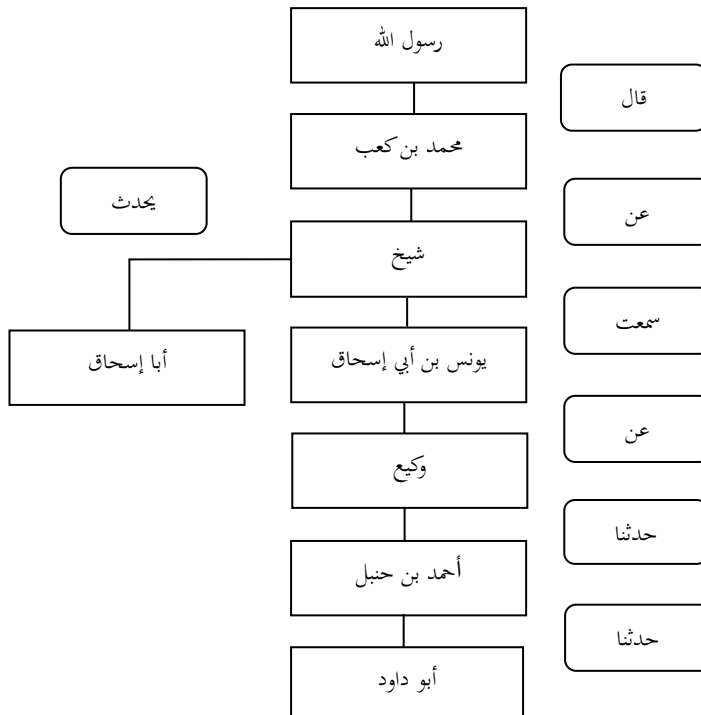 رسول الله
قال
محمد بن كعب
يحدث
عن
شيخ
سمعت
أبا إسحاق
يونس بن أبي إسحاق
عن
وكيع
حدثنا
أحمد بن حنبل
حدثنا
أبو داود